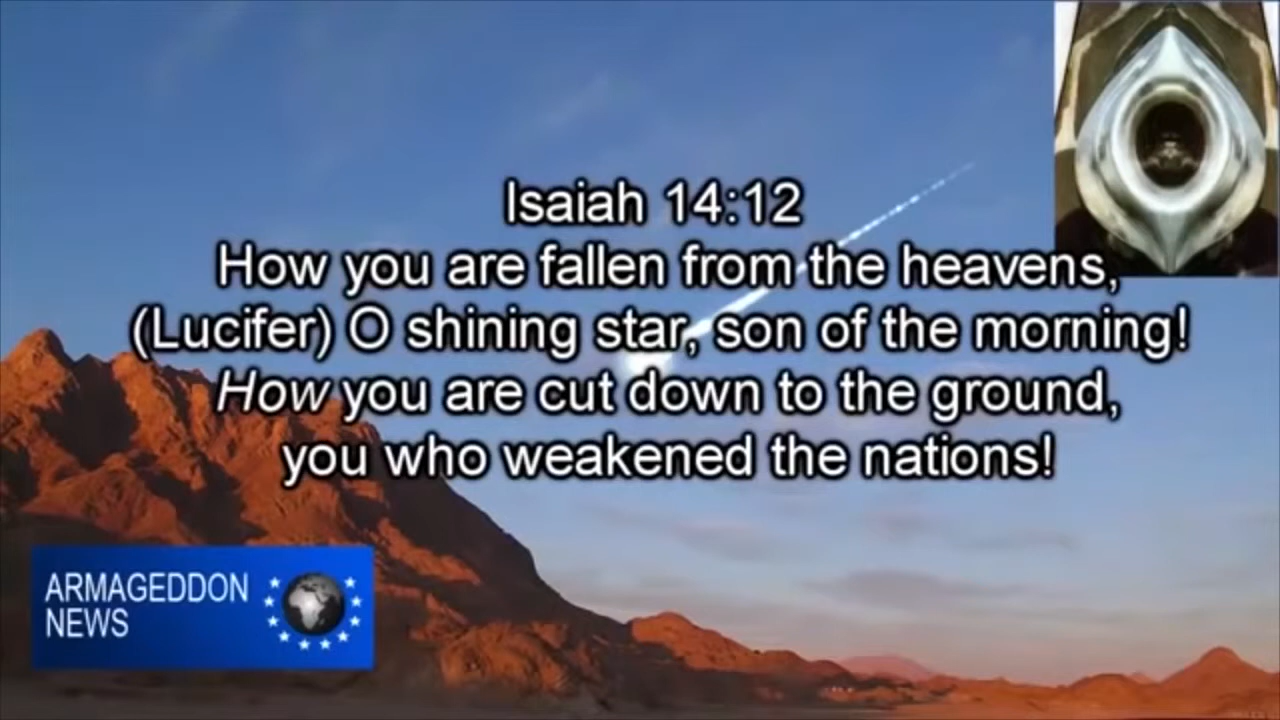 Isaiah 14:12
How you are fallen from the heavens,
(Lucifer) O shining star, son of the morning!
How you are cut down to the ground,
you who weakened the nations!
ARMAGEDDON
NEWS